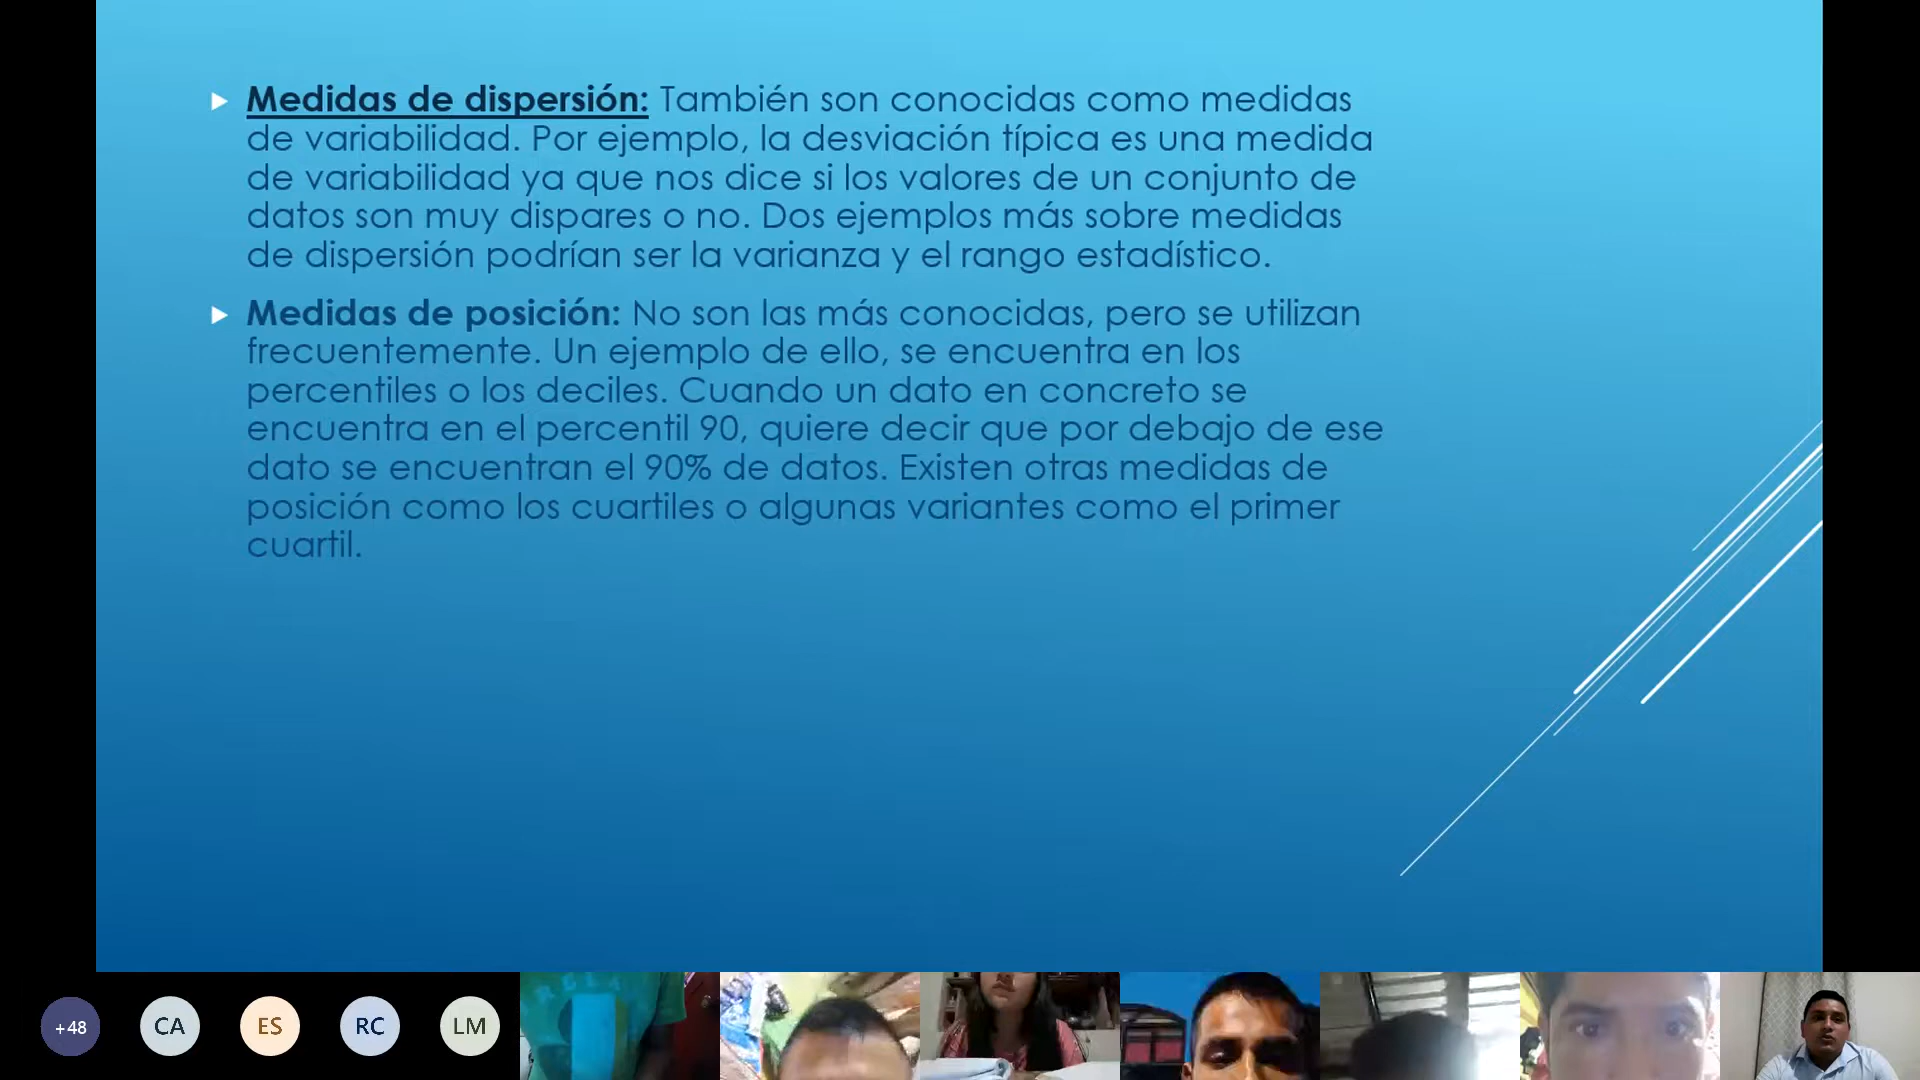 Medidas de dispersión: También son conocidas como medidas
de variabilidad. Por ejemplo, la desviación típica es una medida
de variabilidad ya que nos dice si los valores de un conjunto de
datos son muy dispares o no. Dos ejemplos más sobre medidas
de dispersión podrían ser la varianza y el rango estadístico.
Medidas de posición: No son las más conocidas, pero se utilizan
frecuentemente. Un ejemplo de ello, se encuentra en los
percentiles o los deciles. Cuando un dato en concreto se
encuentra en el percentil 90, quiere decir que por debajo de ese
dato se encuentran el 90% de datos. Existen otras medidas de
posición como los cuartiles o algunas variantes como el primer
cuartil.
+48
CA
ES
RC
LM